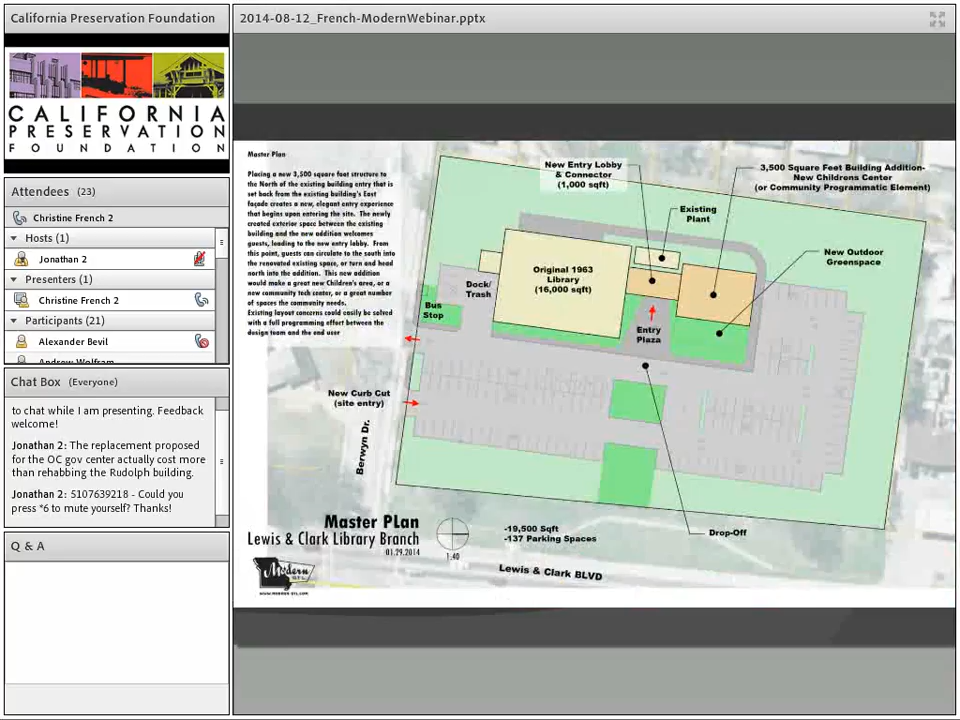 California Preservation Foundation
2014-08-12_French-ModernWebinar.pptx
CALIFORNIA
PRESERVATION
FOUNDATION
Attendees (23)
Christine French 2
Hosts (1)
Jonathan 2
Presenters (1)
Christine French 2
Participants (21)
Alexander Bevil
Andrew Wolfram
Chat Box (Everyone)
to chat while I am presenting. Feedback
welcome!
Jonathan 2: The replacement proposed
for the OC gov center actually cost more
than rehabbing the Rudolph building.
Jonathan 2: 5107639218 - Could you
press *6 to mute yourself? Thanks!
Q & A
Master Plan
Placing a new 3,500 square foot structure to
the North of the existing building entry that is
set back from the existing building's East
façade creates a new, elegant entry experience
that begins upon entering the site. The newly
created exterior space between the existing
building and the new addition welcomes
guests, leading to the new entry lobby. From
this point, guests can circulate to the south into
the renovated existing space, or turn and head
north into the addition. This new addition
would make a great new Children's area, or a
new community tech center, or a great number
of spaces the community needs.
Existing layout concerns could easily be solved
with a full programming effort between the
design team and the end user
New Entry Lobby
& Connector
(1,000 sqft)
3,500 Square Feet Building Addition-
New Childrens Center
(or Community Programmatic Element)
Existing
Plant
New Outdoor
Greenspace
Original 1963
Library
(16,000 sqft)
Dock/
Trash
Bus
Stop
Entry
Plaza
New Curb Cut
(site entry)
Berwyn Dr.
Drop-Off
Master Plan
Lewis & Clark Library Branch
01.29.2014
1:40
-19,500 Sqft
-137 Parking Spaces
Lewis & Clark BLVD
Modern
STL
www.modern-stl.com